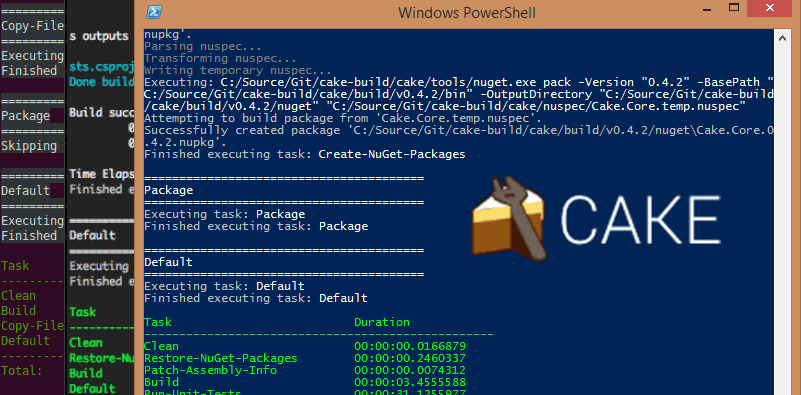 =========
Copy-File
=========
Executing
Finished
=========
Package
=========
Skipping
=========
Default
=========
Executing
Finished
Task
---------
Clean
Build
Copy-File
Default
---------
Total:
s outputs
sts.csproj
Done build
Build succ
0
0
Time Elaps
Finished e
==========
Default
==========
Executing
Finished e
Task
----------
Clean
Restore-Nu
Build
Default
Windows PowerShell
nupkg'.
Parsing nuspec...
Transforming nuspec...
Writing temporary nuspec...
Executing: C:/Source/Git/cake-build/cake/tools/nuget.exe pack -Version "0.4.2" -BasePath "
C:/Source/Git/cake-build/cake/build/v0.4.2/bin" -OutputDirectory "C:/Source/Git/cake-build
/cake/build/v0.4.2/nuget" "C:/Source/Git/cake-build/cake/nuspec/Cake.Core.temp.nuspec"
Attempting to build package from 'Cake.Core.temp.nuspec'.
Successfully created package 'C:/Source/Git/cake-build/cake/build/v0.4.2/nuget\Cake.Core.0
.4.2.nupkg'.
Finished executing task: Create-NuGet-Packages
========================================
Package
========================================
Executing task: Package
Finished executing task: Package
========================================
Default
========================================
Executing task: Default
Finished executing task: Default
Task Duration
--------------------------------------------------
Clean 00:00:00.0166879
Restore-NuGet-Packages 00:00:00.2460337
Patch-Assembly-Info 00:00:00.0074312
Build 00:00:03.4555588
Run-Unit-Tests 00:00:31.1255977
CAKE